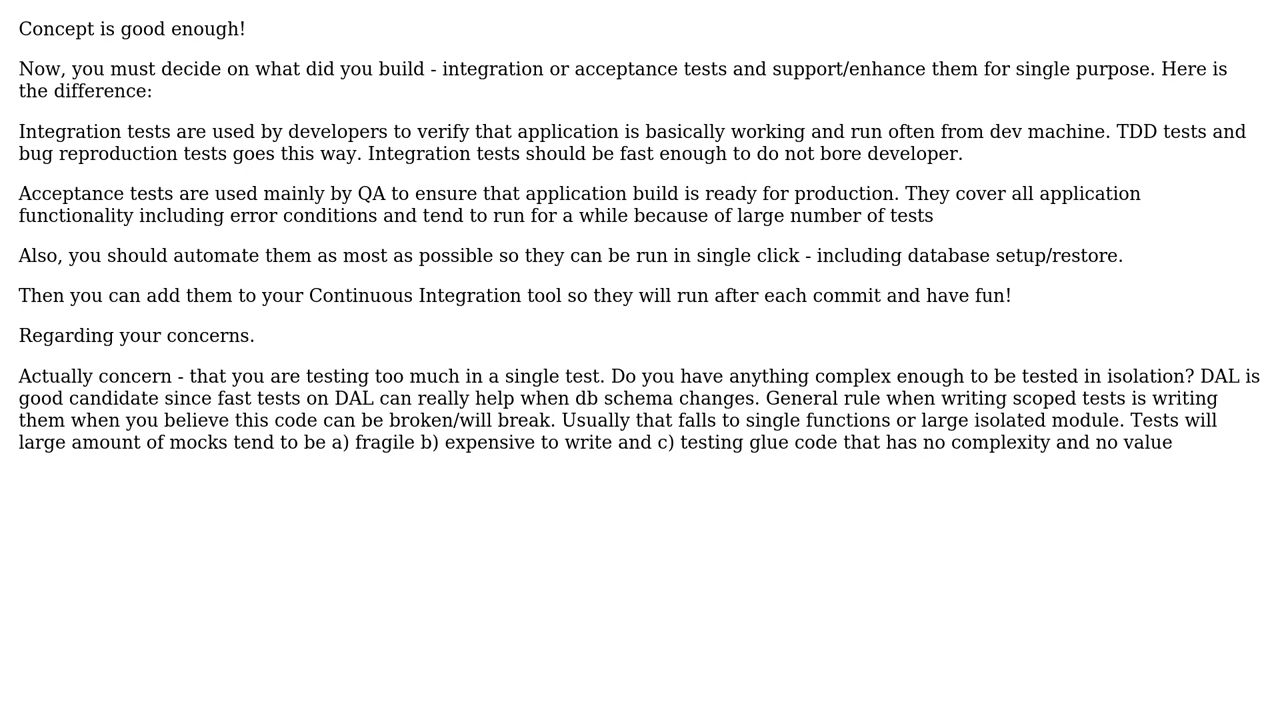 Concept is good enough!
Now, you must decide on what did you build - integration or acceptance tests and support/enhance them for single purpose. Here is
the difference:
Integration tests are used by developers to verify that application is basically working and run often from dev machine. TDD tests and
bug reproduction tests goes this way. Integration tests should be fast enough to do not bore developer.
Acceptance tests are used mainly by QA to ensure that application build is ready for production. They cover all application
functionality including error conditions and tend to run for a while because of large number of tests
Also, you should automate them as most as possible so they can be run in single click - including database setup/restore.
Then you can add them to your Continuous Integration tool so they will run after each commit and have fun!
Regarding your concerns.
Actually concern - that you are testing too much in a single test. Do you have anything complex enough to be tested in isolation? DAL is
good candidate since fast tests on DAL can really help when db schema changes. General rule when writing scoped tests is writing
them when you believe this code can be broken/will break. Usually that falls to single functions or large isolated module. Tests will
large amount of mocks tend to be a) fragile b) expensive to write and c) testing glue code that has no complexity and no value